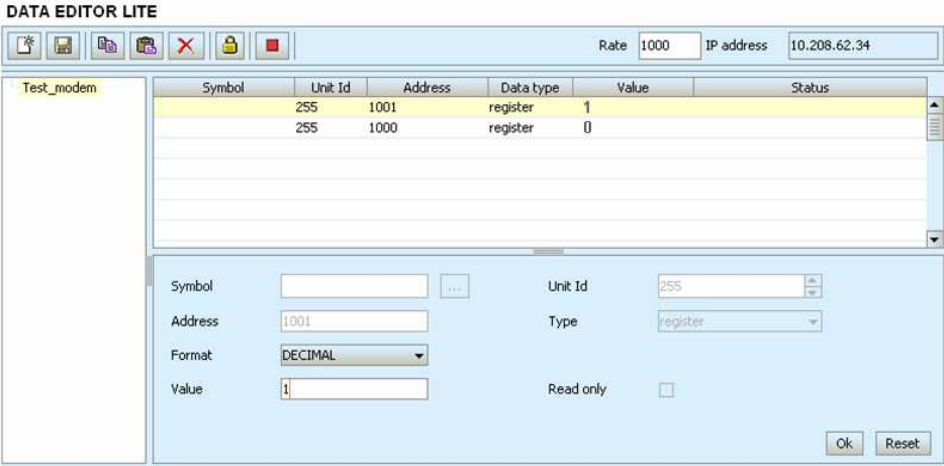 DATA EDITOR LITE
Rate 1000 IP address 10.208.62.34
Test_modem
Symbol Unit Id Address Data type Value Status
255 1001 register 1
255 1000 register 0
Symbol ... Unit Id 255
Address 1001 Type register
Format DECIMAL
Value 1 Read only
Ok Reset